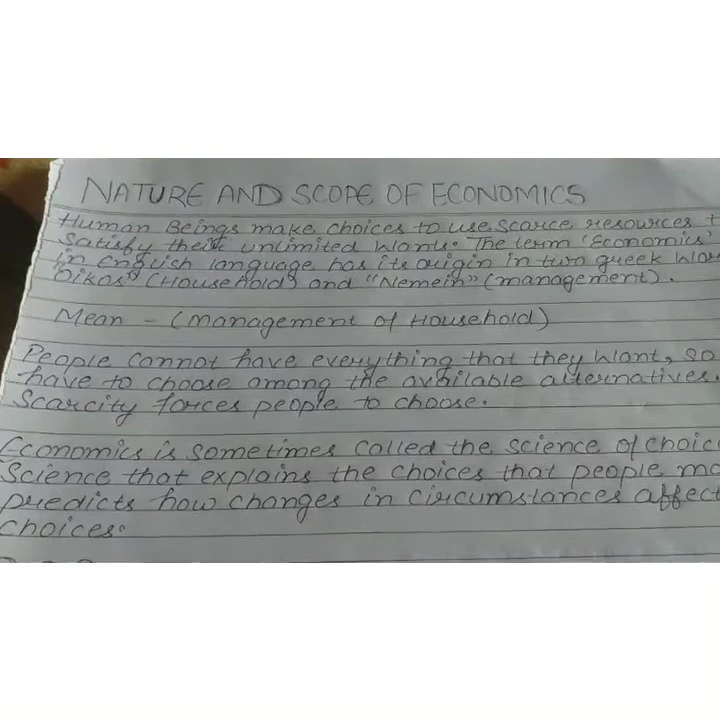 NATURE AND SCOPE OF ECONOMICS
Human Beings make choices to use scarce resources t
Satisfy their unlimited wants. The term 'Economics'
in English language has its origin in two greek Wor
Oikos" (Household) and "Nemein" (management).
Mean - (management of Household)
People cannot have everything that they want, so
have to choose among the available alternatives.
Scarcity forces people to choose.
Economics is sometimes called the science of choic
Science that explains the choices that people ma
predicts how changes in circumstances affect
choices.